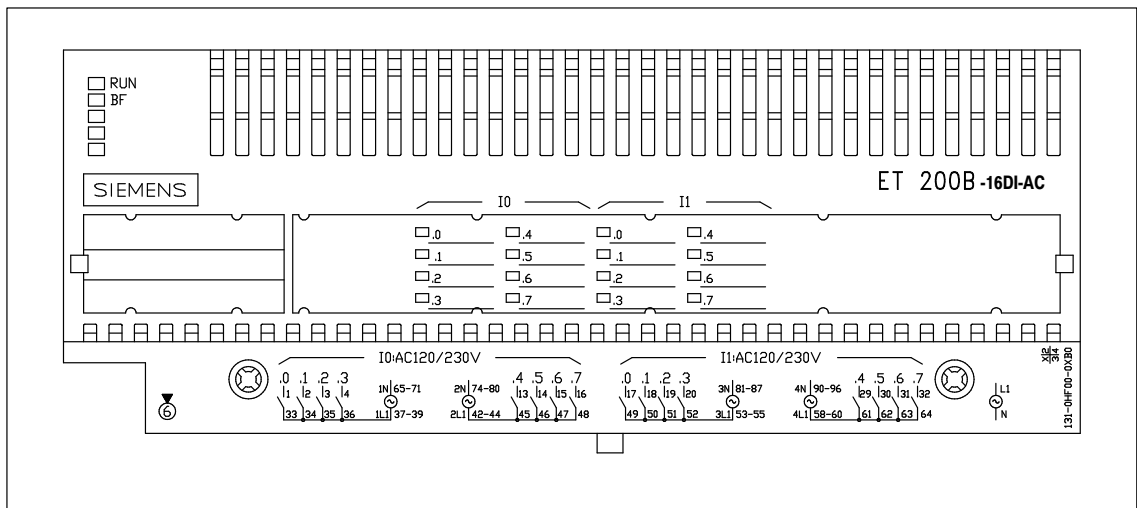 RUN
BF
SIEMENS
ET 200B -16DI-AC
I0 I1
.0 .4 .0 .4
.1 .5 .1 .5
.2 .6 .2 .6
.3 .7 .3 .7
I0:AC120/230V I1:AC120/230V
.0 .1 .2 .3 .4 .5 .6 .7 .0 .1 .2 .3 .4 .5 .6 .7
1 2 3 4 1N 65-71 2N 74-80 13 14 15 16 17 18 19 20 3N 81-87 4N 90-96 29 30 31 32 L1
33 34 35 36 1L1 37-39 2L1 42-44 45 46 47 48 49 50 51 52 3L1 53-55 4L1 58-60 61 62 63 64 N
6
X12
314
131-0HF00-0XB0